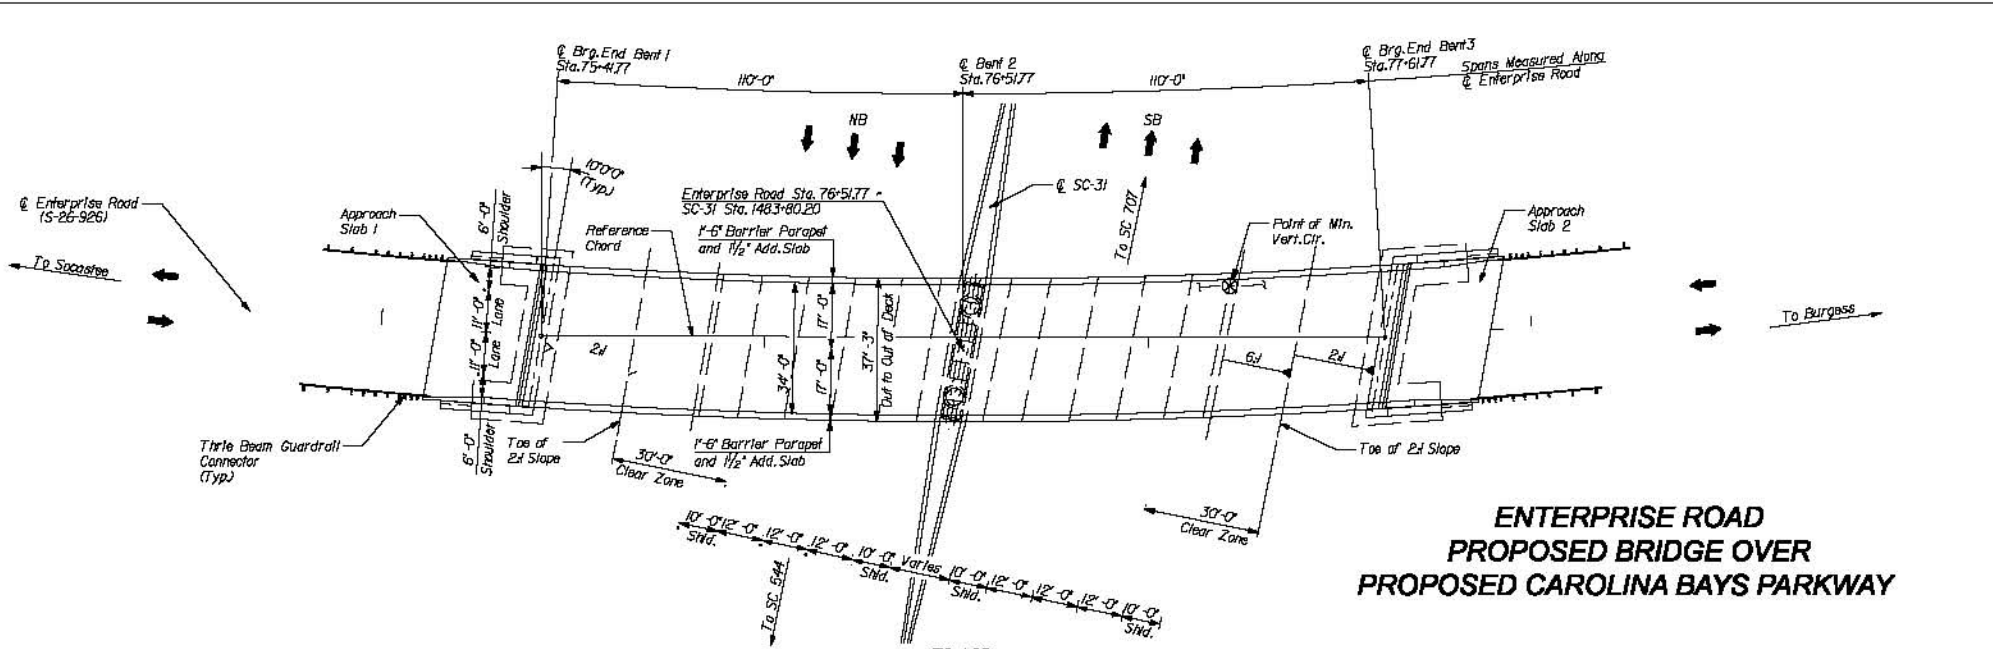 ℄ Brg. End Bent 1
Sta. 75+41.77
110'-0"
℄ Bent 2
Sta. 76+51.77
110'-0"
℄ Brg. End Bent 3
Sta. 77+61.77
Spans Measured Along
℄ Enterprise Road
NB
SB
10°0'0"
(Typ.)
℄ Enterprise Road
(S-26-926)
Approach
Slab 1
6'-0"
Shoulder
Reference
Chord
Enterprise Road Sta. 76+51.77
SC-31 Sta. 1483+80.20
1'-6" Barrier Parapet
and 1½" Add. Slab
℄ SC-31
To SC 707
Point of Min.
Vert. Clr.
Approach
Slab 2
To Socastee
To Burgess
11'-0"
Lane
11'-0"
Lane
2:1
34'-0"
17'-0"
17'-0"
37'-3"
Out to Out of Deck
6:1
2:1
Thrie Beam Guardrail
Connector
(Typ.)
6'-0"
Shoulder
Toe of
2:1 Slope
1'-6" Barrier Parapet
and 1½" Add. Slab
Toe of 2:1 Slope
30'-0"
Clear Zone
30'-0"
Clear Zone
10'-0" 12'-0" 12'-0" 12'-0" 10'-0" Varies 10'-0" 12'-0" 12'-0" 12'-0" 10'-0"
Shld.
Shld.
Shld.
Shld.
To SC 544
ENTERPRISE ROAD
PROPOSED BRIDGE OVER
PROPOSED CAROLINA BAYS PARKWAY